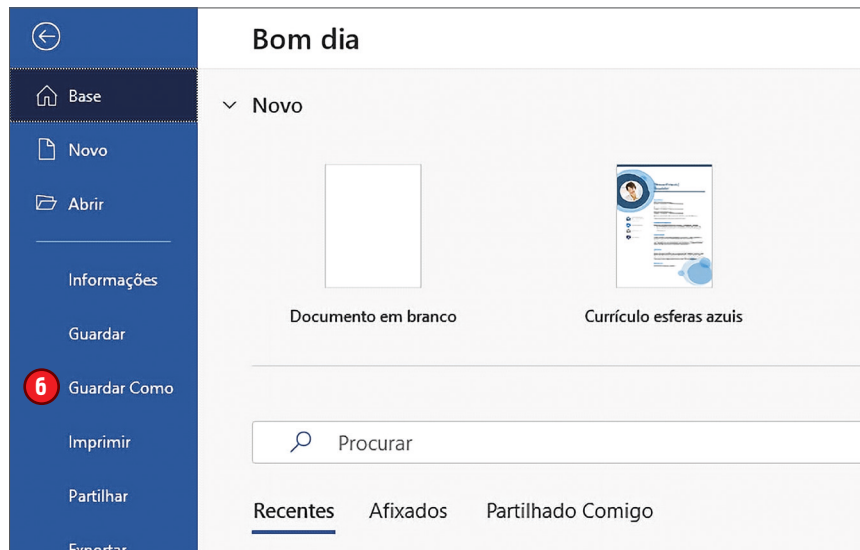 Bom dia
Base
Novo
Novo
Abrir
Informações
Documento em branco
Currículo esferas azuis
Guardar
6
Guardar Como
Imprimir
Procurar
Partilhar
Recentes
Afixados
Partilhado Comigo
Exportar